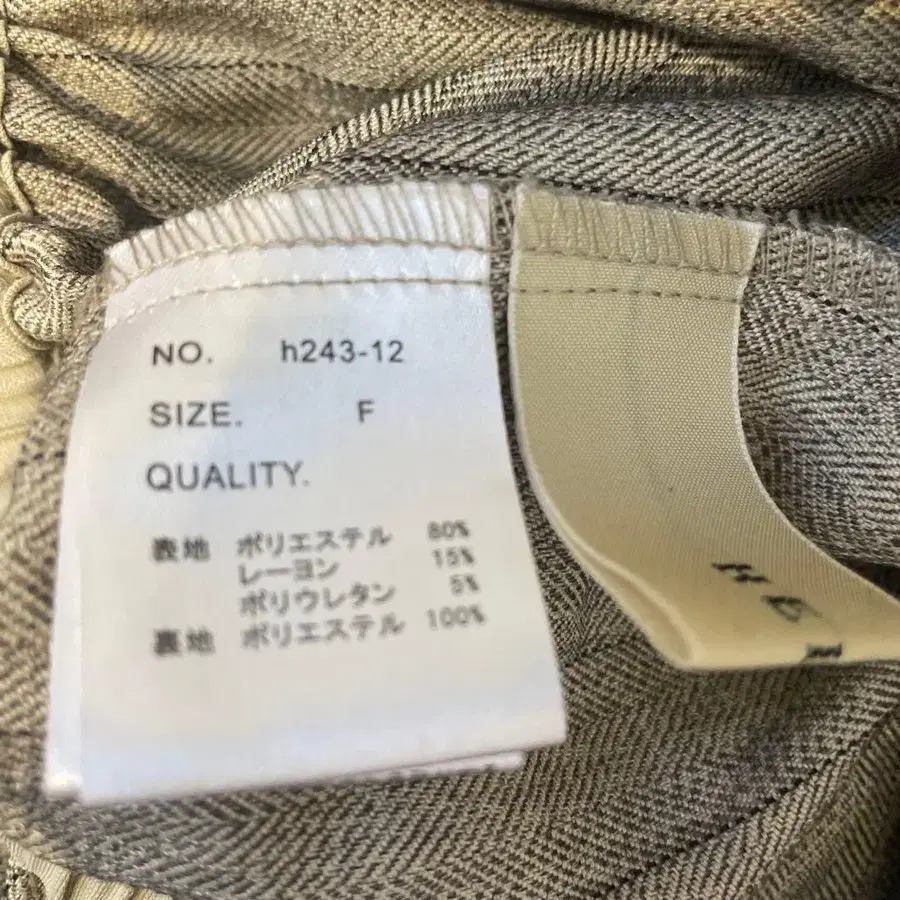 NO. h243-12
SIZE. F
QUALITY.
表地 ポリエステル 80%
レーヨン 15%
ポリウレタン 5%
裏地 ポリエステル 100%